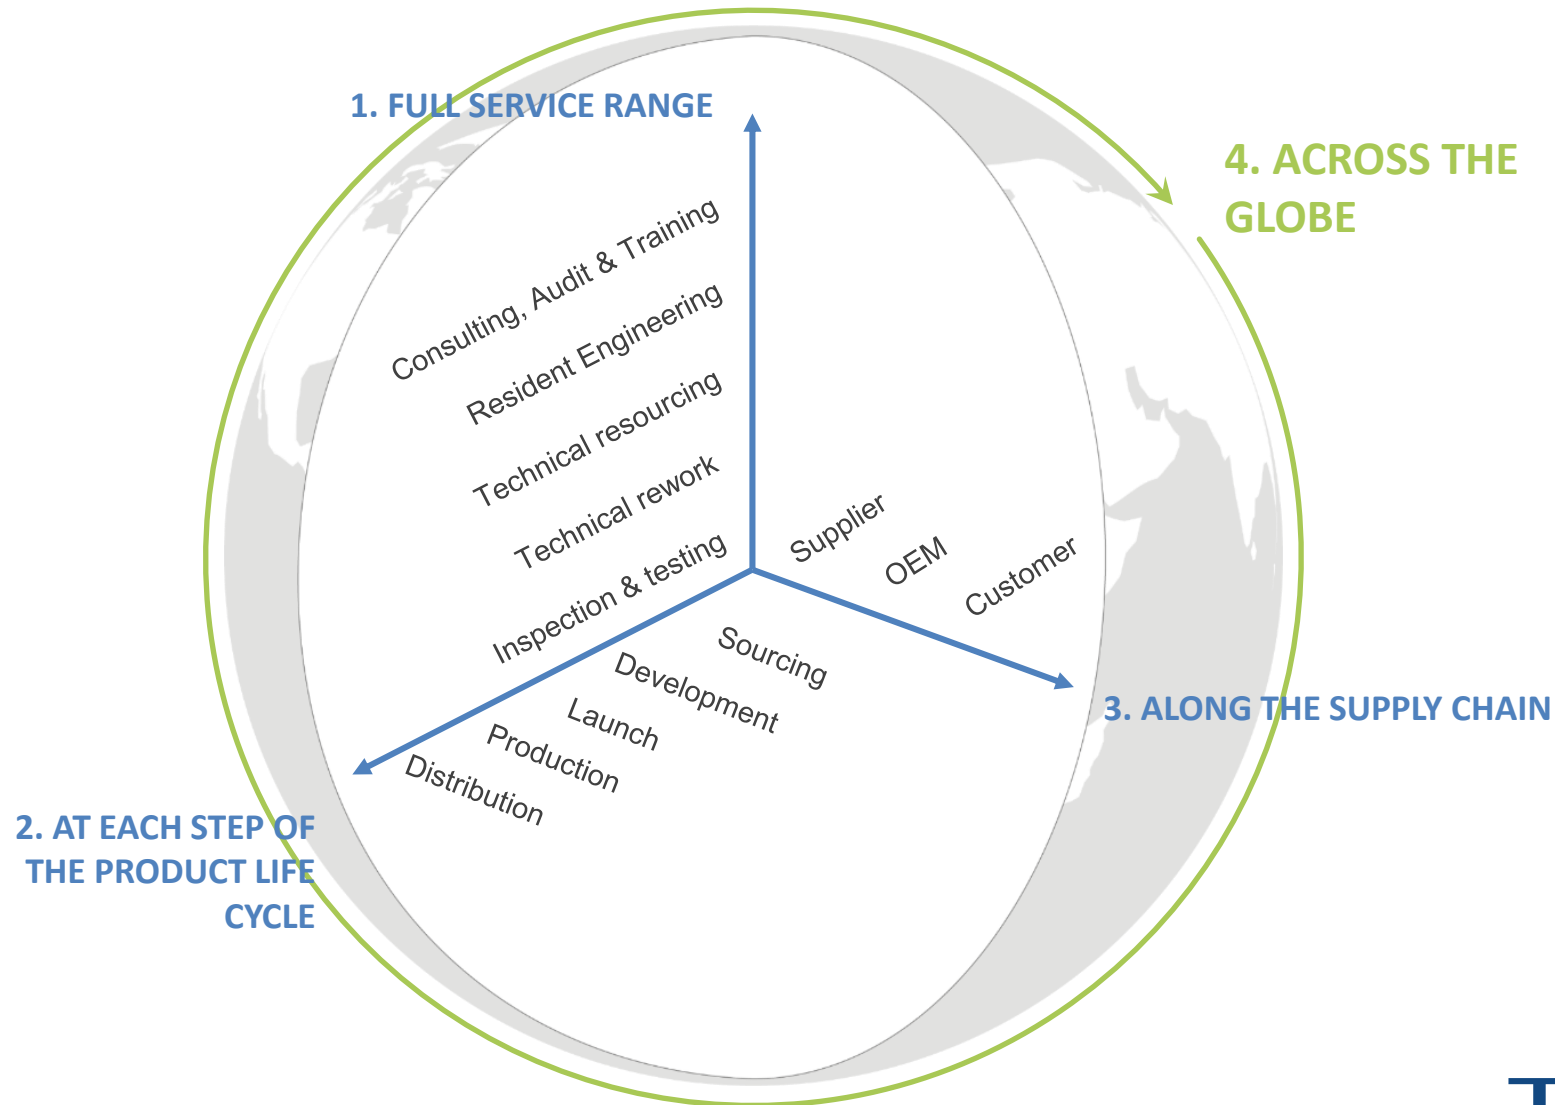 1. FULL SERVICE RANGE
4. ACROSS THE
GLOBE
Consulting, Audit & Training
Resident Engineering
Technical resourcing
Technical rework
Inspection & testing
Supplier
OEM
Customer
Sourcing
Development
Launch
Production
Distribution
3. ALONG THE SUPPLY CHAIN
2. AT EACH STEP OF
THE PRODUCT LIFE
CYCLE